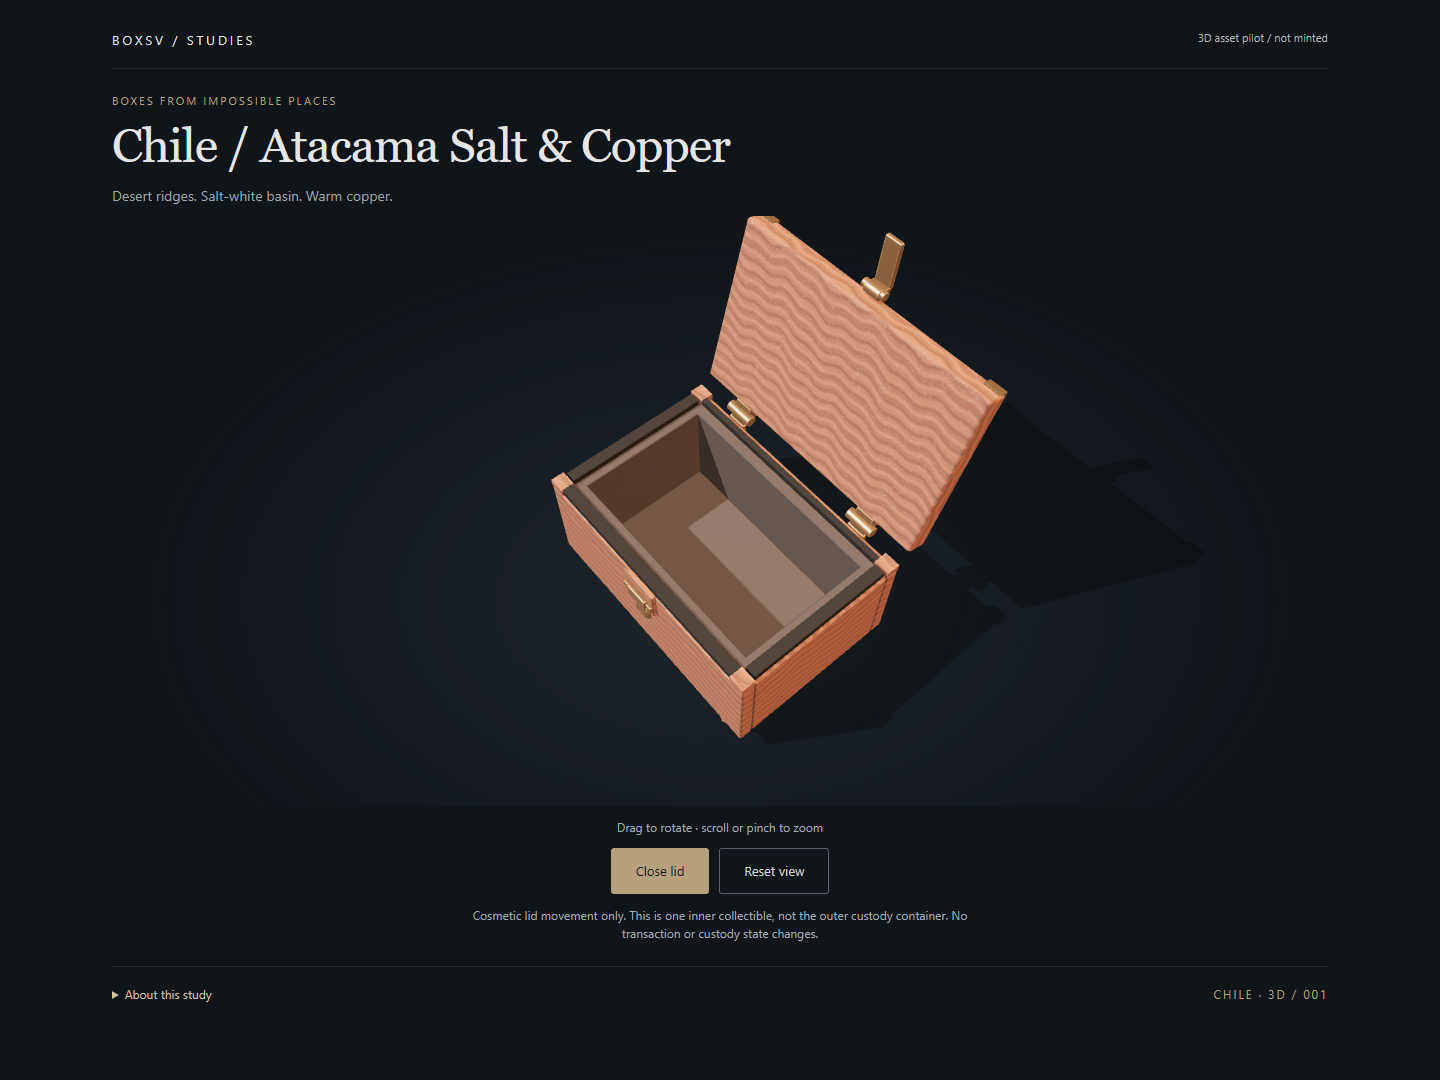 BOXSV / STUDIES
3D asset pilot / not minted
BOXES FROM IMPOSSIBLE PLACES
Chile / Atacama Salt & Copper
Desert ridges. Salt-white basin. Warm copper.
Drag to rotate · scroll or pinch to zoom
Close lid
Reset view
Cosmetic lid movement only. This is one inner collectible, not the outer custody container. No
transaction or custody state changes.
About this study
CHILE · 3D / 001